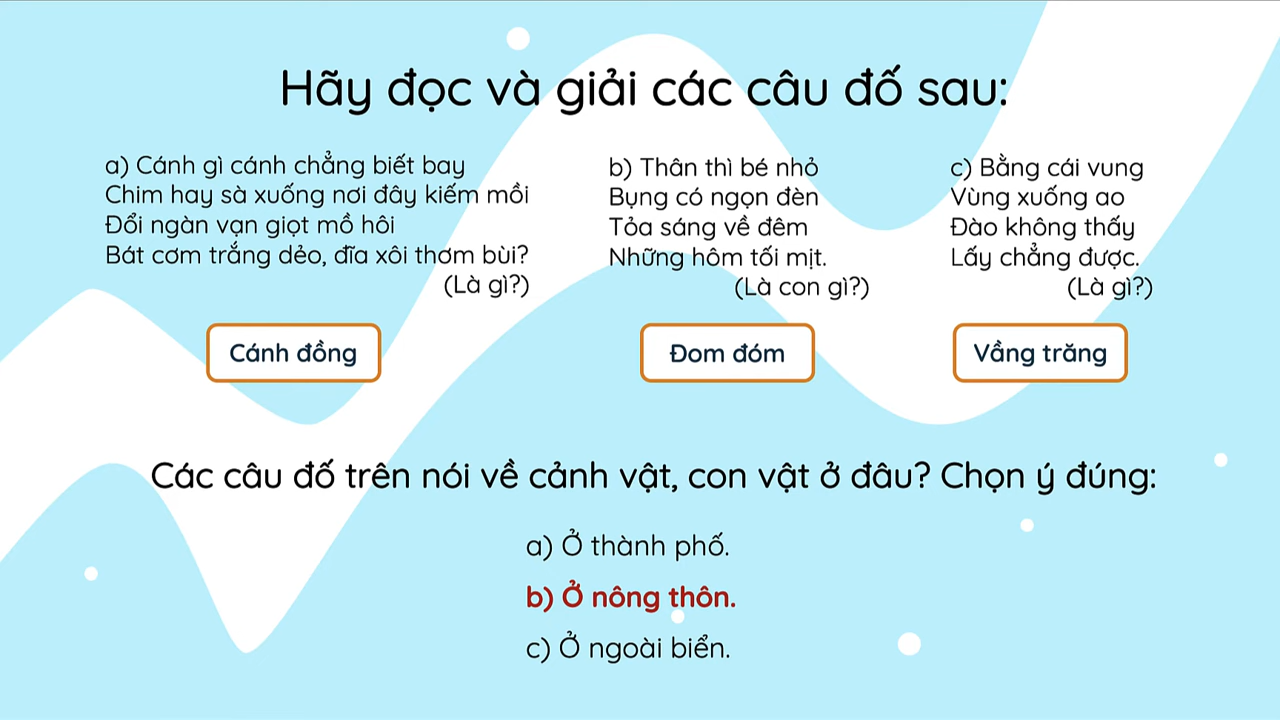 Hãy đọc và giải các câu đố sau:
a) Cánh gì cánh chẳng biết bay
Chim hay sà xuống nơi đây kiếm mồi
Đổi ngàn vạn giọt mồ hôi
Bát cơm trắng dẻo, đĩa xôi thơm bùi?
(Là gì?)
Cánh đồng
b) Thân thì bé nhỏ
Bụng có ngọn đèn
Tỏa sáng về đêm
Những hôm tối mịt.
(Là con gì?)
Đom đóm
c) Bằng cái vung
Vùng xuống ao
Đào không thấy
Lấy chẳng được.
(Là gì?)
Vầng trăng
Các câu đố trên nói về cảnh vật, con vật ở đâu? Chọn ý đúng:
a) Ở thành phố.
b) Ở nông thôn.
c) Ở ngoài biển.